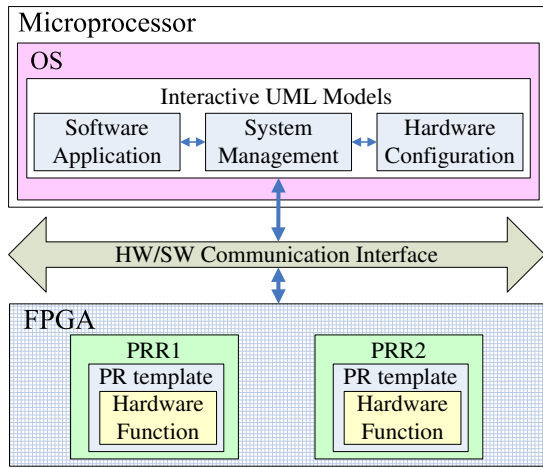 Microprocessor
OS
Interactive UML Models
Software
Application
System
Management
Hardware
Configuration
HW/SW Communication Interface
FPGA
PRR1
PR template
Hardware
Function
PRR2
PR template
Hardware
Function